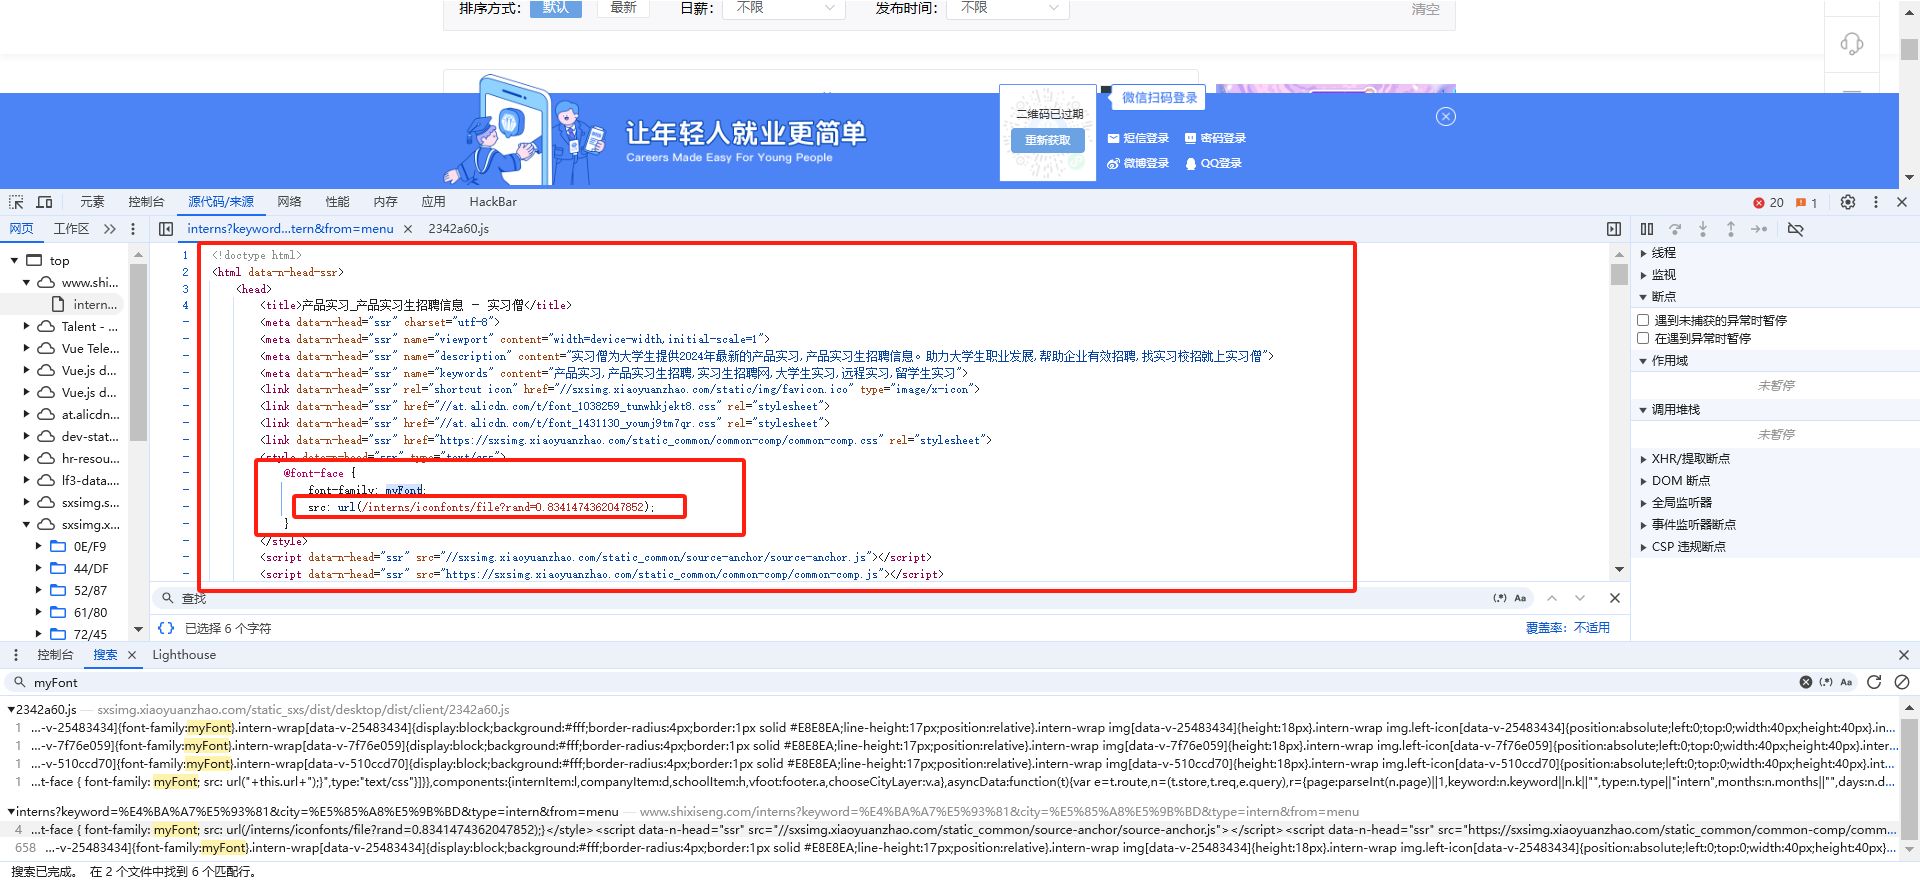 排序方式: 默认 最新 日薪: 不限 发布时间: 不限 清空
微信扫码登录
二维码已过期
重新获取
让年轻人就业更简单
Careers Made Easy For Young People
短信登录 密码登录
微博登录 QQ登录
元素 控制台 源代码/来源 网络 性能 内存 应用 HackBar 20 1
网页 工作区 interns?keyword...tern&from=menu 2342a60.js
top
www.shi...
intern...
Talent - ...
Vue Tele...
Vue.js d...
Vue.js d...
at.alicdn...
dev-stat...
hr-resou...
lf3-data....
sxsimg.s...
sxsimg.x...
0E/F9
44/DF
52/87
61/80
72/45
1 <!doctype html>
2 <html data-n-head-ssr>
3 <head>
4 <title>产品实习_产品实习生招聘信息 - 实习僧</title>
- <meta data-n-head="ssr" charset="utf-8">
- <meta data-n-head="ssr" name="viewport" content="width=device-width,initial-scale=1">
- <meta data-n-head="ssr" name="description" content="实习僧为大学生提供2024年最新的产品实习,产品实习生招聘信息。助力大学生职业发展,帮助企业有效招聘,找实习校招就上实习僧">
- <meta data-n-head="ssr" name="keywords" content="产品实习,产品实习生招聘,实习生招聘网,大学生实习,远程实习,留学生实习">
- <link data-n-head="ssr" rel="shortcut icon" href="//sxsimg.xiaoyuanzhao.com/static/img/favicon.ico" type="image/x-icon">
- <link data-n-head="ssr" href="//at.alicdn.com/t/font_1038259_tunwhkjekt8.css" rel="stylesheet">
- <link data-n-head="ssr" href="//at.alicdn.com/t/font_1431130_youmj9tm7qr.css" rel="stylesheet">
- <link data-n-head="ssr" href="https://sxsimg.xiaoyuanzhao.com/static_common/common-comp/common-comp.css" rel="stylesheet">
- <style data-n-head="ssr" type="text/css">
- @font-face {
- font-family: myFont;
- src: url(/interns/iconfonts/file?rand=0.8341474362047852);
- }
- </style>
- <script data-n-head="ssr" src="//sxsimg.xiaoyuanzhao.com/static_common/source-anchor/source-anchor.js"></script>
- <script data-n-head="ssr" src="https://sxsimg.xiaoyuanzhao.com/static_common/common-comp/common-comp.js"></script>
查找 (.*) Aa
{} 已选择 6 个字符 覆盖率: 不适用
线程
监视
断点
遇到未捕获的异常时暂停
在遇到异常时暂停
作用域
未暂停
调用堆栈
未暂停
XHR/提取断点
DOM 断点
全局监听器
事件监听器断点
CSP 违规断点
控制台 搜索 Lighthouse
myFont (.*) Aa
2342a60.js — sxsimg.xiaoyuanzhao.com/static_sxs/dist/desktop/dist/client/2342a60.js
1 ...-v-25483434]{font-family:myFont}.intern-wrap[data-v-25483434]{display:block;background:#fff;border-radius:4px;border:1px solid #E8E8EA;line-height:17px;position:relative}.intern-wrap img[data-v-25483434]{height:18px}.intern-wrap img.left-icon[data-v-25483434]{position:absolute;left:0;top:0;width:40px;height:40px}.in...
1 ...-v-7f76e059]{font-family:myFont}.intern-wrap[data-v-7f76e059]{display:block;background:#fff;border-radius:4px;border:1px solid #E8E8EA;line-height:17px;position:relative}.intern-wrap img[data-v-7f76e059]{height:18px}.intern-wrap img.left-icon[data-v-7f76e059]{position:absolute;left:0;top:0;width:40px;height:40px}.inter...
1 ...-v-510ccd70]{font-family:myFont}.intern-wrap[data-v-510ccd70]{display:block;background:#fff;border-radius:4px;border:1px solid #E8E8EA;line-height:17px;position:relative}.intern-wrap img[data-v-510ccd70]{height:18px}.intern-wrap img.left-icon[data-v-510ccd70]{position:absolute;left:0;top:0;width:40px;height:40px}.inte...
1 ...t-face { font-family: myFont; src: url("+this.url+");}",type:"text/css"}]}},components:{internItem:l,companyItem:d,schoolItem:h,vfoot:footer.a,chooseCityLayer:v.a},asyncData:function(t){var e=t.route,n=(t.store,t.req,e.query),r={page:parseInt(n.page)||1,keyword:n.keyword||n.k||"",type:n.type||"intern",months:n.months||"",days:n.d...
interns?keyword=%E4%BA%A7%E5%93%81&city=%E5%85%A8%E5%9B%BD&type=intern&from=menu — www.shixiseng.com/interns?keyword=%E4%BA%A7%E5%93%81&city=%E5%85%A8%E5%9B%BD&type=intern&from=menu
4 ...t-face { font-family: myFont; src: url(/interns/iconfonts/file?rand=0.8341474362047852);}</style><script data-n-head="ssr" src="//sxsimg.xiaoyuanzhao.com/static_common/source-anchor/source-anchor.js"></script><script data-n-head="ssr" src="https://sxsimg.xiaoyuanzhao.com/static_common/common-comp/comm...
658 ...-v-25483434]{font-family:myFont}.intern-wrap[data-v-25483434]{display:block;background:#fff;border-radius:4px;border:1px solid #E8E8EA;line-height:17px;position:relative}.intern-wrap img[data-v-25483434]{height:18px}.intern-wrap img.left-icon[data-v-25483434]{position:absolute;left:0;top:0;width:40px;height:40px}...
搜索已完成。 在 2 个文件中找到 6 个匹配行。